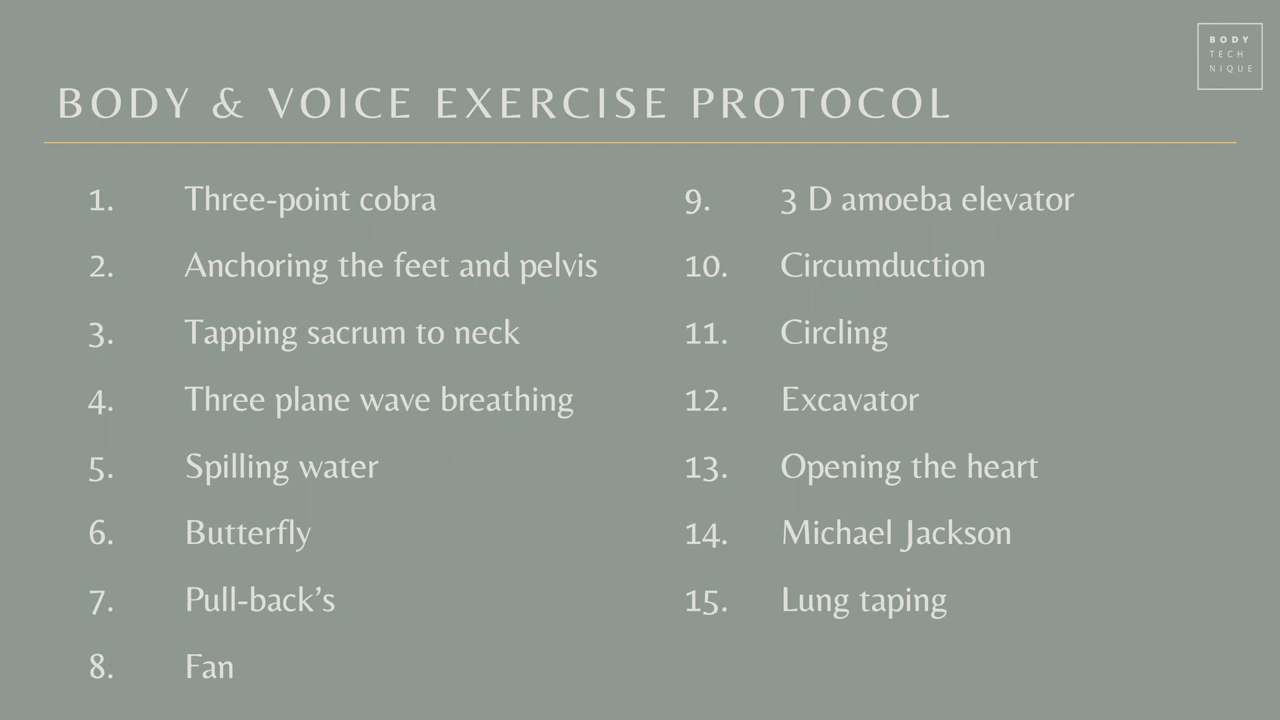 BODY
TECH
NIQUE
BODY & VOICE EXERCISE PROTOCOL
1. Three-point cobra
2. Anchoring the feet and pelvis
3. Tapping sacrum to neck
4. Three plane wave breathing
5. Spilling water
6. Butterfly
7. Pull-back’s
8. Fan
9. 3 D amoeba elevator
10. Circumduction
11. Circling
12. Excavator
13. Opening the heart
14. Michael Jackson
15. Lung taping